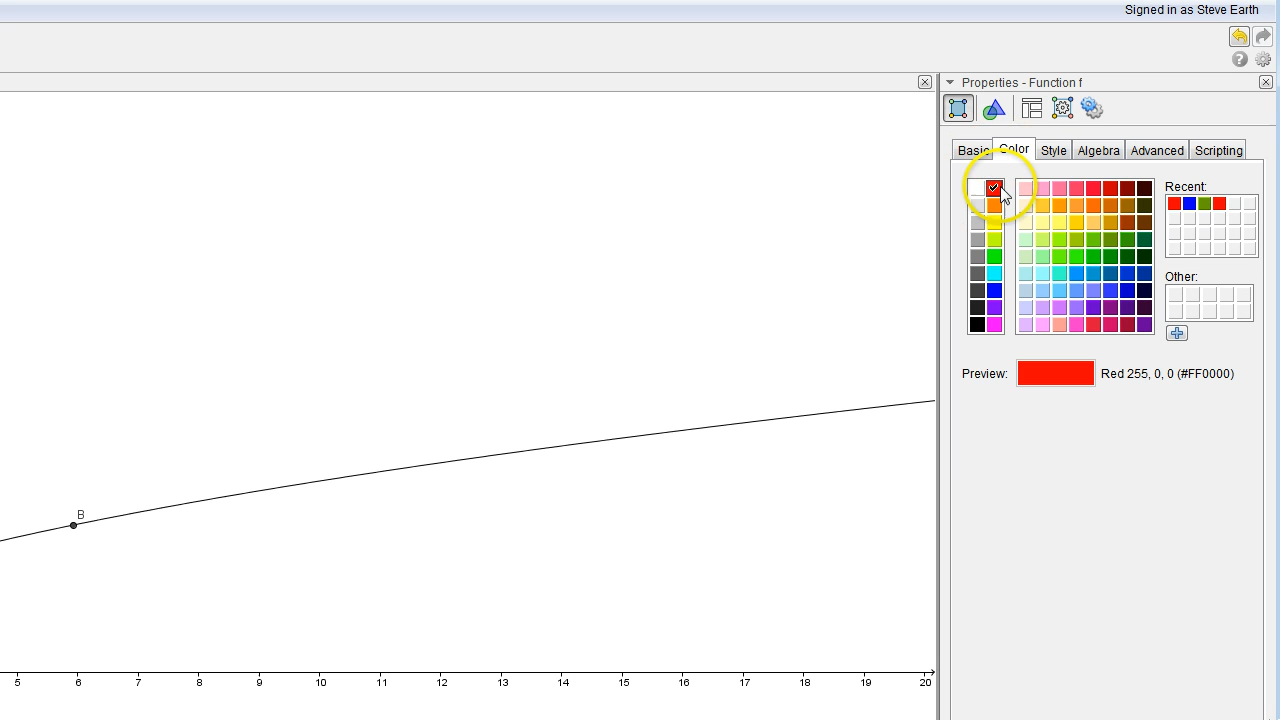 Signed in as Steve Earth
Properties - Function f
Basic Color Style Algebra Advanced Scripting
Recent:
Other:
Preview: Red 255, 0, 0 (#FF0000)
B
5 6 7 8 9 10 11 12 13 14 15 16 17 18 19 20